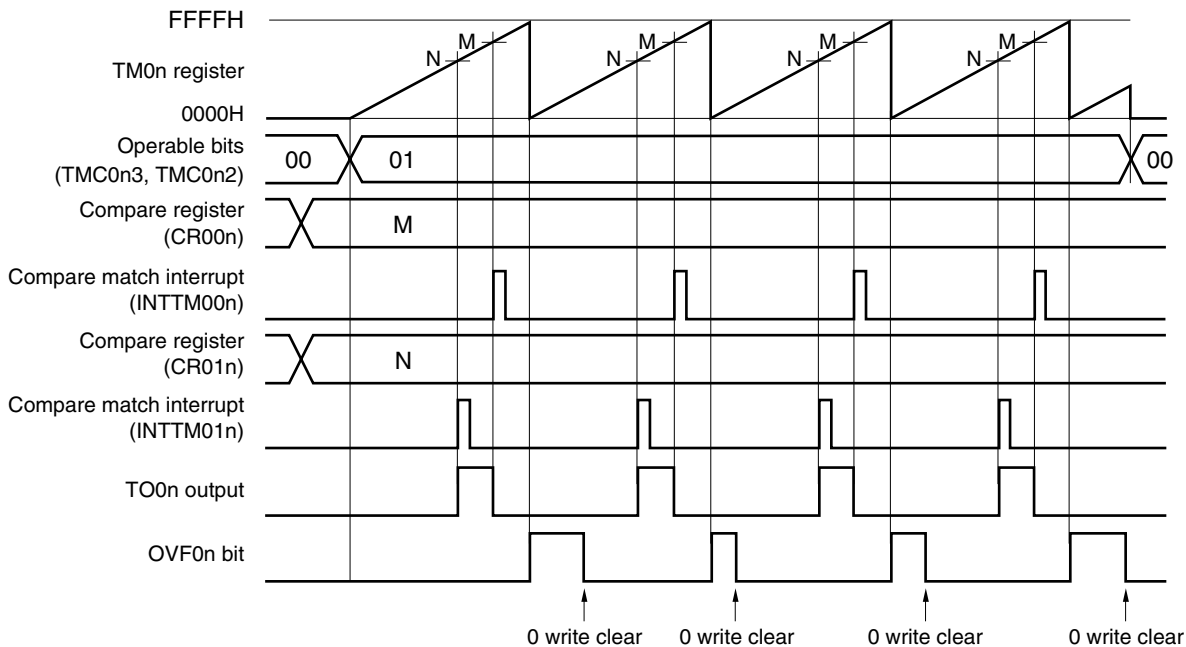 FFFFH
TM0n register
0000H
N M N M N M N M
Operable bits
(TMC0n3, TMC0n2)
00 01 00
Compare register
(CR00n)
M
Compare match interrupt
(INTTM00n)
Compare register
(CR01n)
N
Compare match interrupt
(INTTM01n)
TO0n output
OVF0n bit
0 write clear 0 write clear 0 write clear 0 write clear